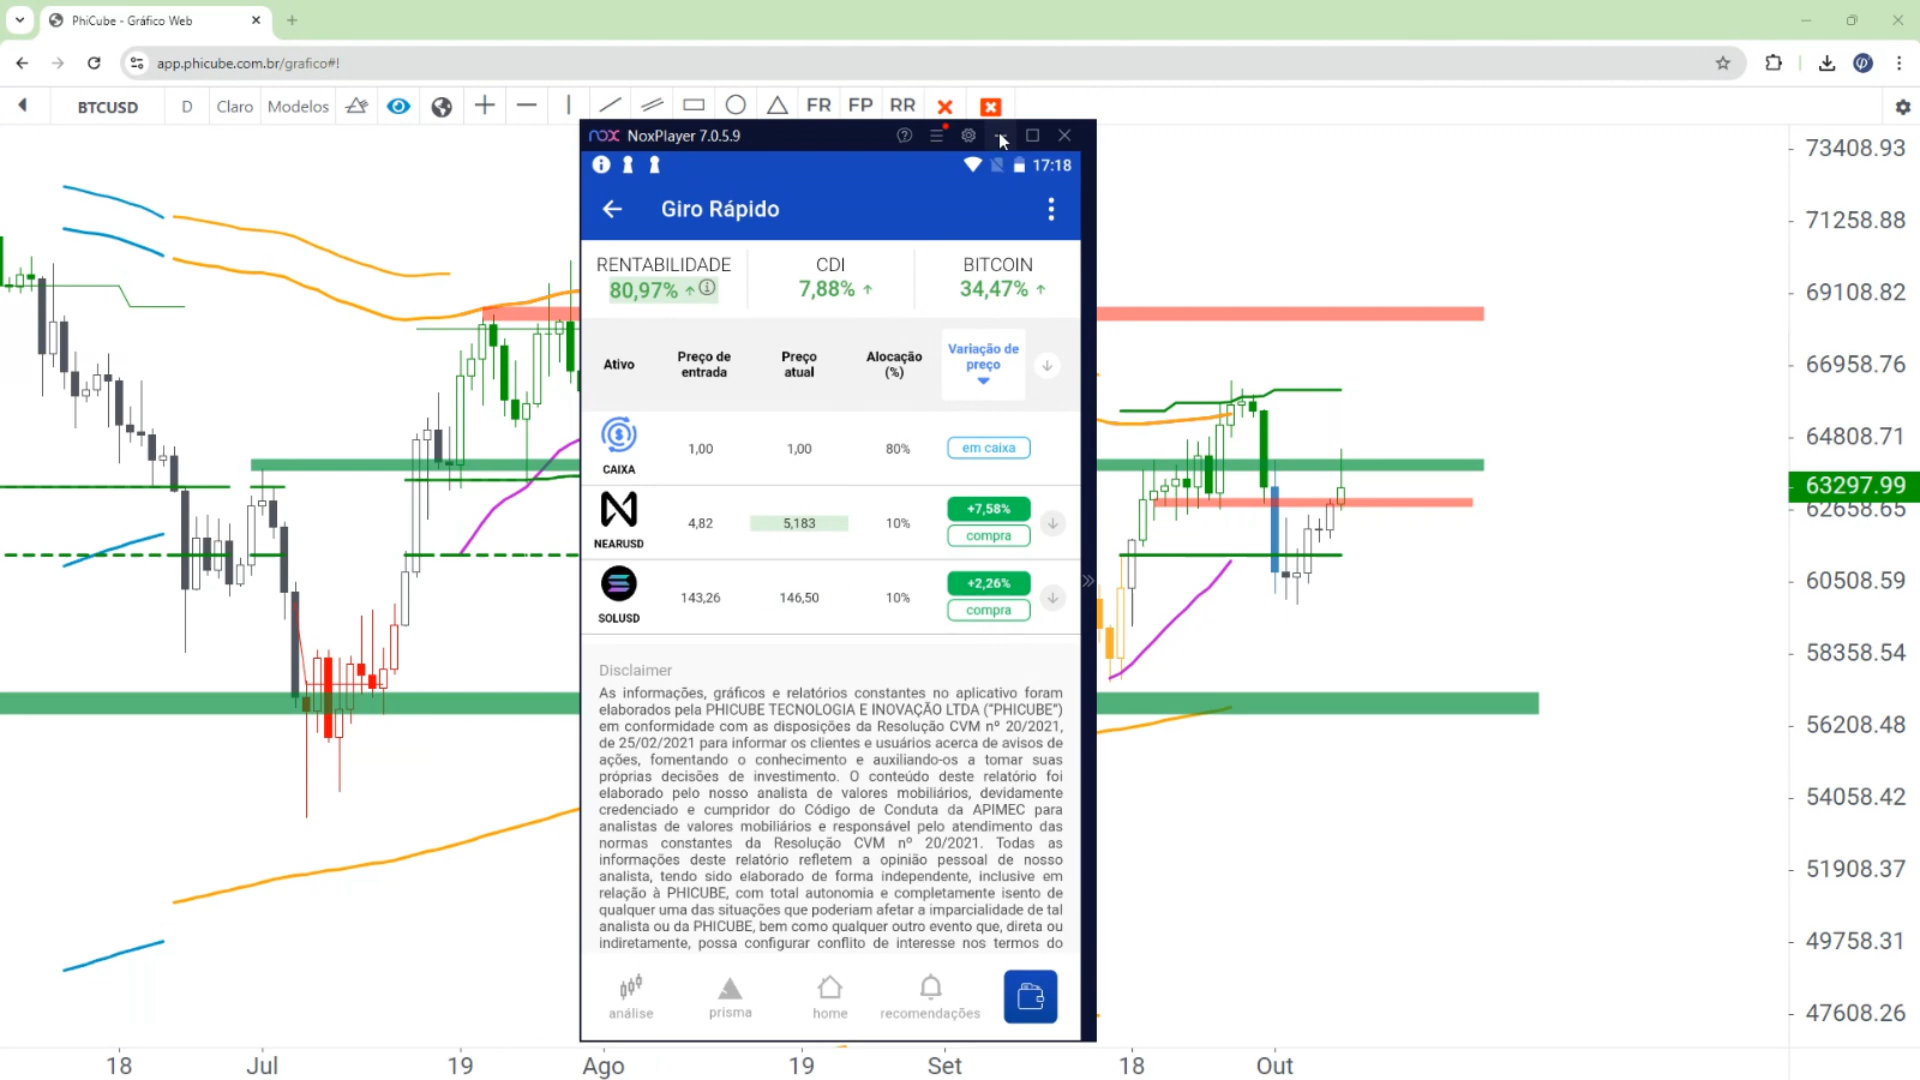 PhiCube - Gráfico Web
app.phicube.com.br/grafico#!
BTCUSD D Claro Modelos FR FP RR
nox NoxPlayer 7.0.5.9
17:18
Giro Rápido
RENTABILIDADE CDI BITCOIN
80,97% 7,88% 34,47%
Ativo Preço de entrada Preço atual Alocação (%) Variação de preço
CAIXA 1,00 1,00 80% em caixa
NEARUSD 4,82 5,183 10% +7,58% compra
SOLUSD 143,26 146,50 10% +2,26% compra
Disclaimer
As informações, gráficos e relatórios constantes no aplicativo foram
elaborados pela PHICUBE TECNOLOGIA E INOVAÇÃO LTDA (“PHICUBE”)
em conformidade com as disposições da Resolução CVM nº 20/2021,
de 25/02/2021 para informar os clientes e usuários acerca de avisos de
ações, fomentando o conhecimento e auxiliando-os a tomar suas
próprias decisões de investimento. O conteúdo deste relatório foi
elaborado pelo nosso analista de valores mobiliários, devidamente
credenciado e cumpridor do Código de Conduta da APIMEC para
analistas de valores mobiliários e responsável pelo atendimento das
normas constantes da Resolução CVM nº 20/2021. Todas as
informações deste relatório refletem a opinião pessoal de nosso
analista, tendo sido elaborado de forma independente, inclusive em
relação à PHICUBE, com total autonomia e completamente isento de
qualquer uma das situações que poderiam afetar a imparcialidade de tal
analista ou da PHICUBE, bem como qualquer outro evento que, direta ou
indiretamente, possa configurar conflito de interesse nos termos do
análise prisma home recomendações
73408.93
71258.88
69108.82
66958.76
64808.71
63297.99
62658.65
60508.59
58358.54
56208.48
54058.42
51908.37
49758.31
47608.26
18 Jul 19 Ago 19 Set 18 Out